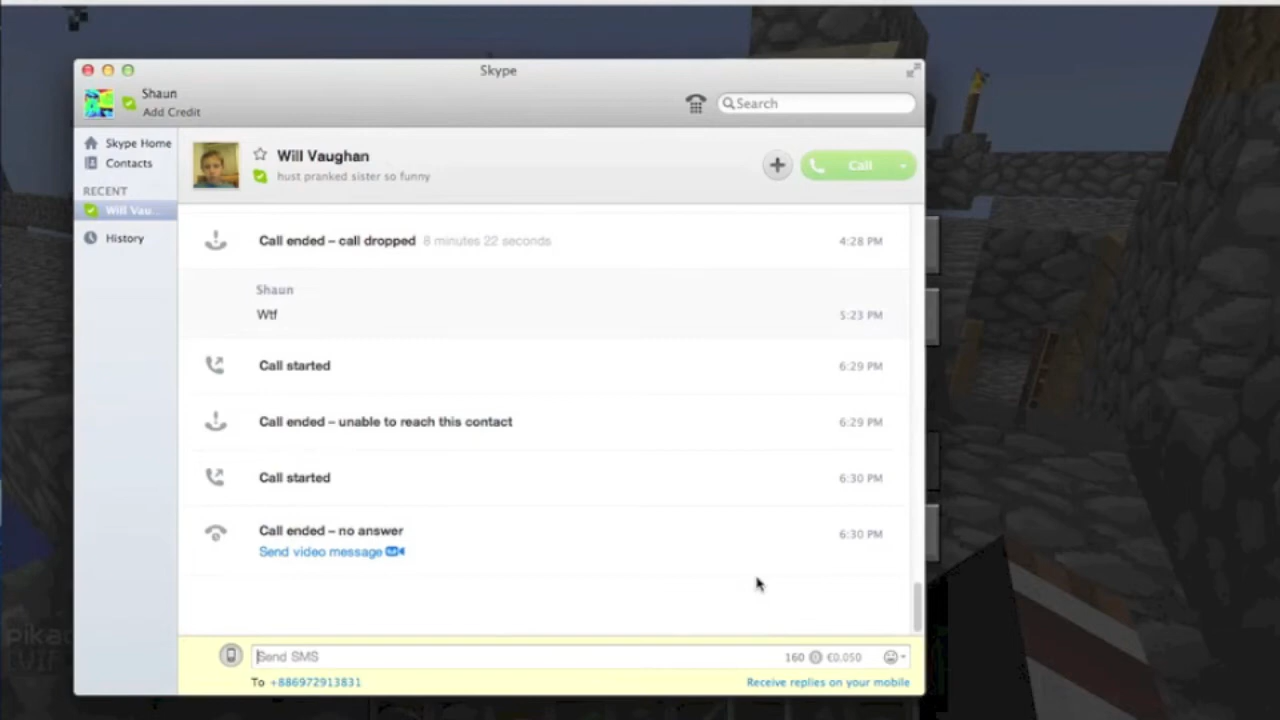 Skype
Shaun
Add Credit
Search
Skype Home
Contacts
RECENT
Will Vau...
History
Will Vaughan
hust pranked sister so funny
Call
Call ended – call dropped 8 minutes 22 seconds 4:28 PM
Shaun
Wtf 5:23 PM
Call started 6:29 PM
Call ended – unable to reach this contact 6:29 PM
Call started 6:30 PM
Call ended – no answer 6:30 PM
Send video message
Send SMS 160 €0.050
To +886972913831 Receive replies on your mobile